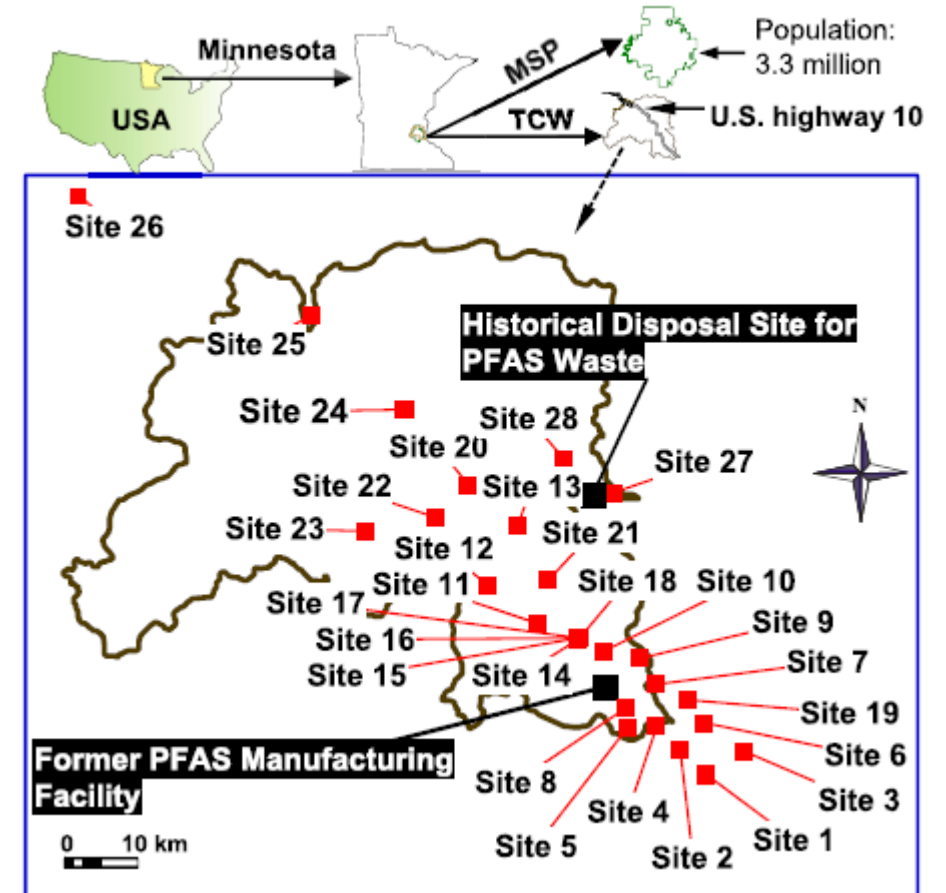 Minnesota
USA
MSP
TCW
Population:
3.3 million
U.S. highway 10
Site 26
Site 25
Historical Disposal Site for
PFAS Waste
Site 24
Site 28
Site 20
Site 27
N
Site 22
Site 13
Site 23
Site 21
Site 12
Site 11
Site 18
Site 10
Site 17
Site 9
Site 16
Site 15
Site 14
Site 7
Site 19
Former PFAS Manufacturing
Facility
Site 8
Site 6
Site 4
Site 3
Site 5
Site 1
Site 2
0 10 km